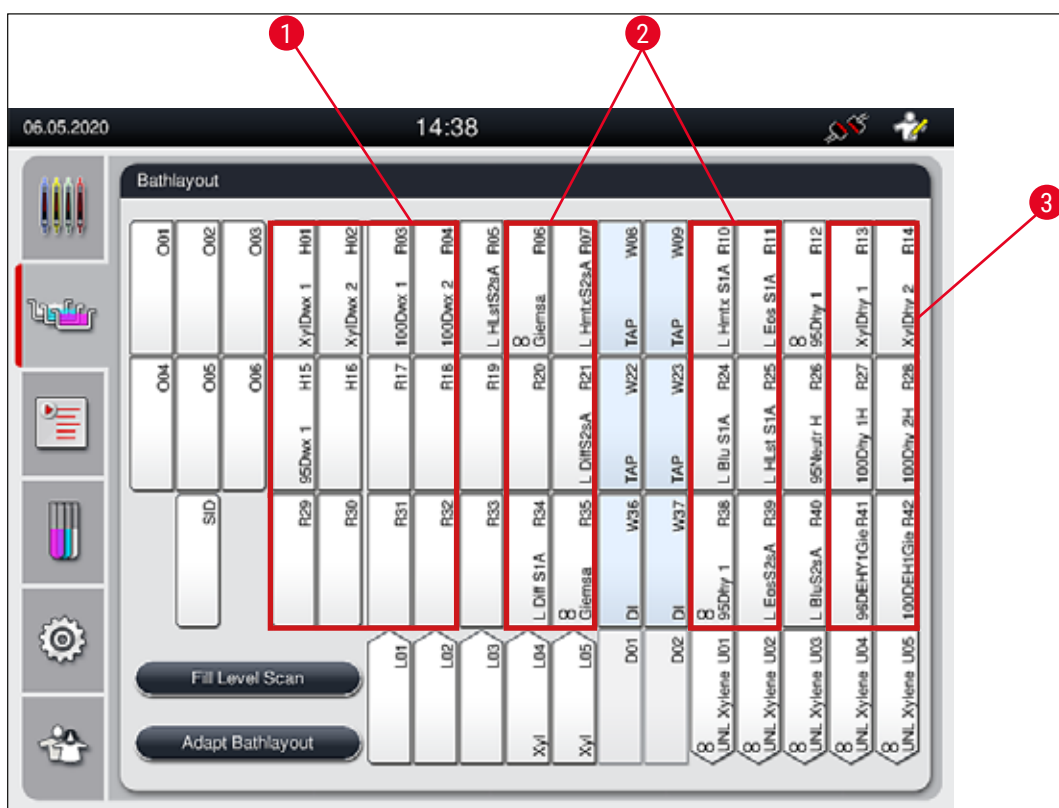 1
2
06.05.2020
14:38
3
Bathlayout
O01
O02
O03
XylDwx 1 H01
XylDwx 2 H02
100Dwx 1 R03
100Dwx 2 R04
L HLstS2sA R05
∞ Giemsa R06
L HmtxS2sA R07
TAP W08
TAP W09
L Hmtx S1A R10
L Eos S1A R11
∞ 95Dhy 1 R12
XylDhy 1 R13
XylDhy 2 R14
O04
O05
O06
95Dwx 1 H15
H16
R17
R18
R19
R20
L DiffS2sA R21
TAP W22
TAP W23
L Blu S1A R24
L HLst S1A R25
95Neutr H R26
100Dhy 1H R27
100Dhy 2H R28
SID
R29
R30
R31
R32
R33
L Diff S1A R34
∞ Giemsa R35
DI W36
DI W37
∞ 95Dhy 1 R38
L EosS2sA R39
L BluS2sA R40
96DEHY1Gie R41
100DEH1Gie R42
L01
L02
L03
Xyl L04
Xyl L05
D01
D02
∞ UNL Xylene U01
∞ UNL Xylene U02
∞ UNL Xylene U03
∞ UNL Xylene U04
∞ UNL Xylene U05
Fill Level Scan
Adapt Bathlayout